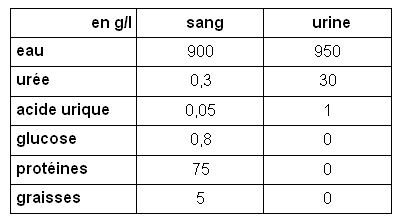 en g/l sang urine
eau 900 950
urée 0,3 30
acide urique 0,05 1
glucose 0,8 0
protéines 75 0
graisses 5 0